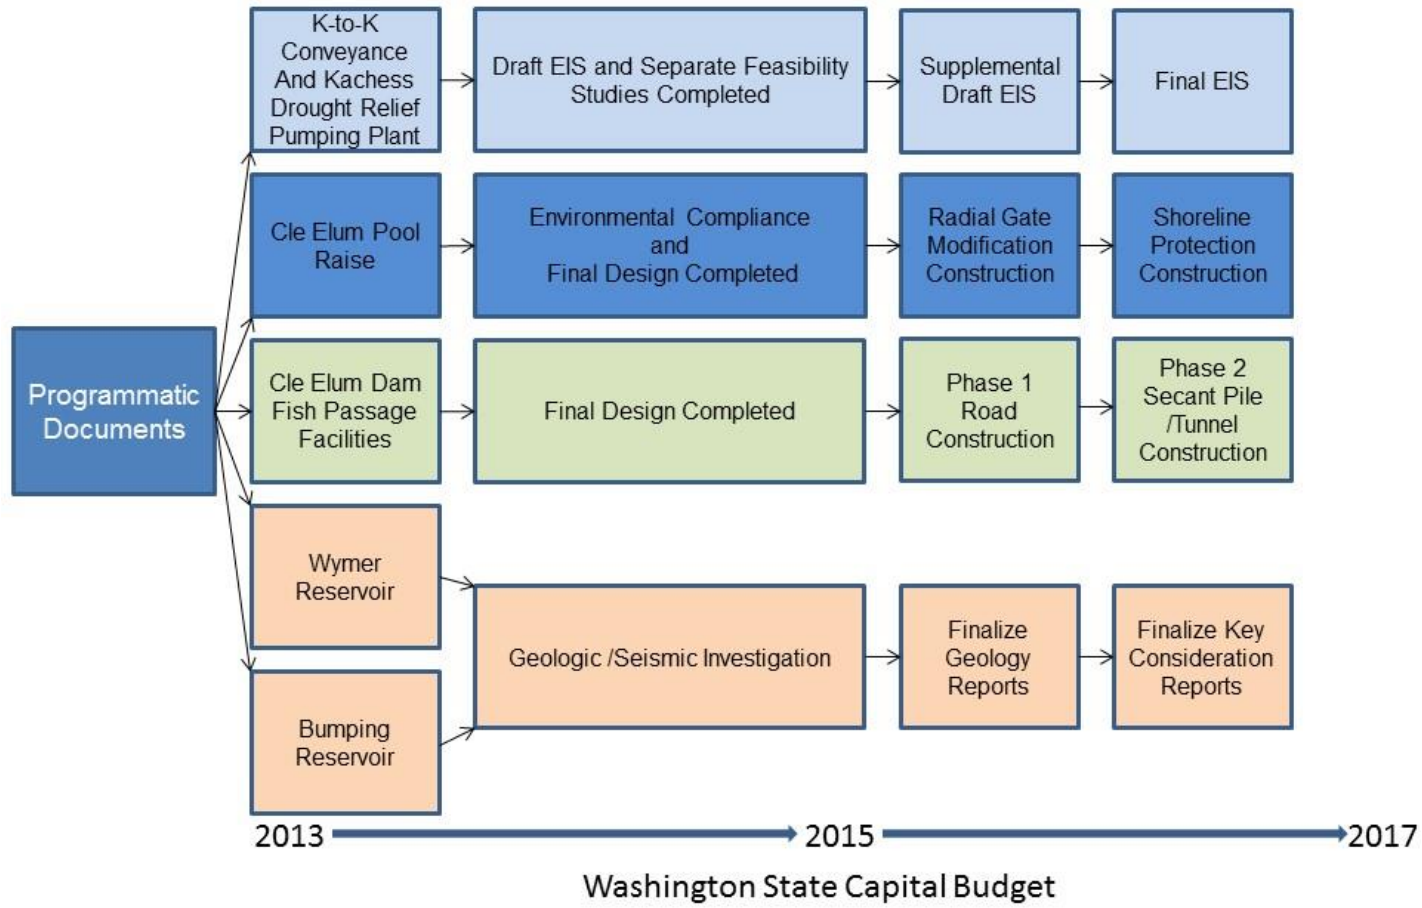 K-to-K
Conveyance
And Kachess
Drought Relief
Pumping Plant
Draft EIS and Separate Feasibility
Studies Completed
Supplemental
Draft EIS
Final EIS
Cle Elum Pool
Raise
Environmental Compliance
and
Final Design Completed
Radial Gate
Modification
Construction
Shoreline
Protection
Construction
Programmatic
Documents
Cle Elum Dam
Fish Passage
Facilities
Final Design Completed
Phase 1
Road
Construction
Phase 2
Secant Pile
/Tunnel
Construction
Wymer
Reservoir
Bumping
Reservoir
Geologic /Seismic Investigation
Finalize
Geology
Reports
Finalize Key
Consideration
Reports
2013
2015
2017
Washington State Capital Budget